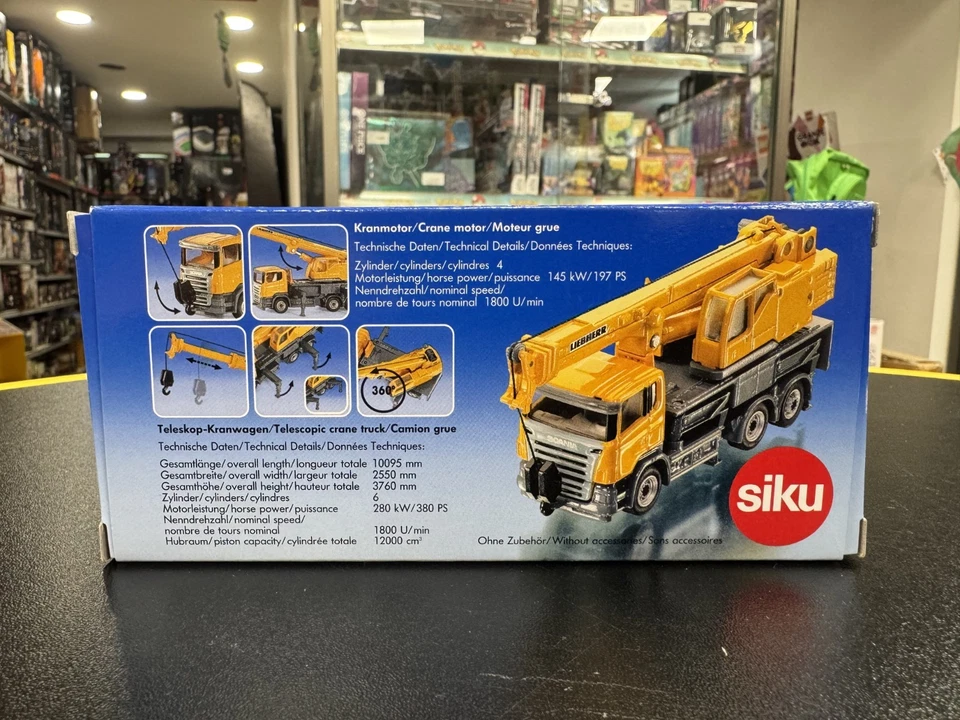 Kranmotor/Crane motor/Moteur grue
Technische Daten/Technical Details/Données Techniques:
Zylinder/cylinders/cylindres 4
Motorleistung/horse power/puissance 145 kW/197 PS
Nenndrehzahl/nominal speed/
nombre de tours nominal 1800 U/min
360°
LIEBHERR
SCANIA
Teleskop-Kranwagen/Telescopic crane truck/Camion grue
Technische Daten/Technical Details/Données Techniques:
Gesamtlänge/overall length/longueur totale 10095 mm
Gesamtbreite/overall width/largeur totale 2550 mm
Gesamthöhe/overall height/hauteur totale 3760 mm
Zylinder/cylinders/cylindres 6
Motorleistung/horse power/puissance 280 kW/380 PS
Nenndrehzahl/nominal speed/
nombre de tours nominal 1800 U/min
Hubraum/piston capacity/cylindrée totale 12000 cm³
siku
Ohne Zubehör/Without accessories/Sans accessoires